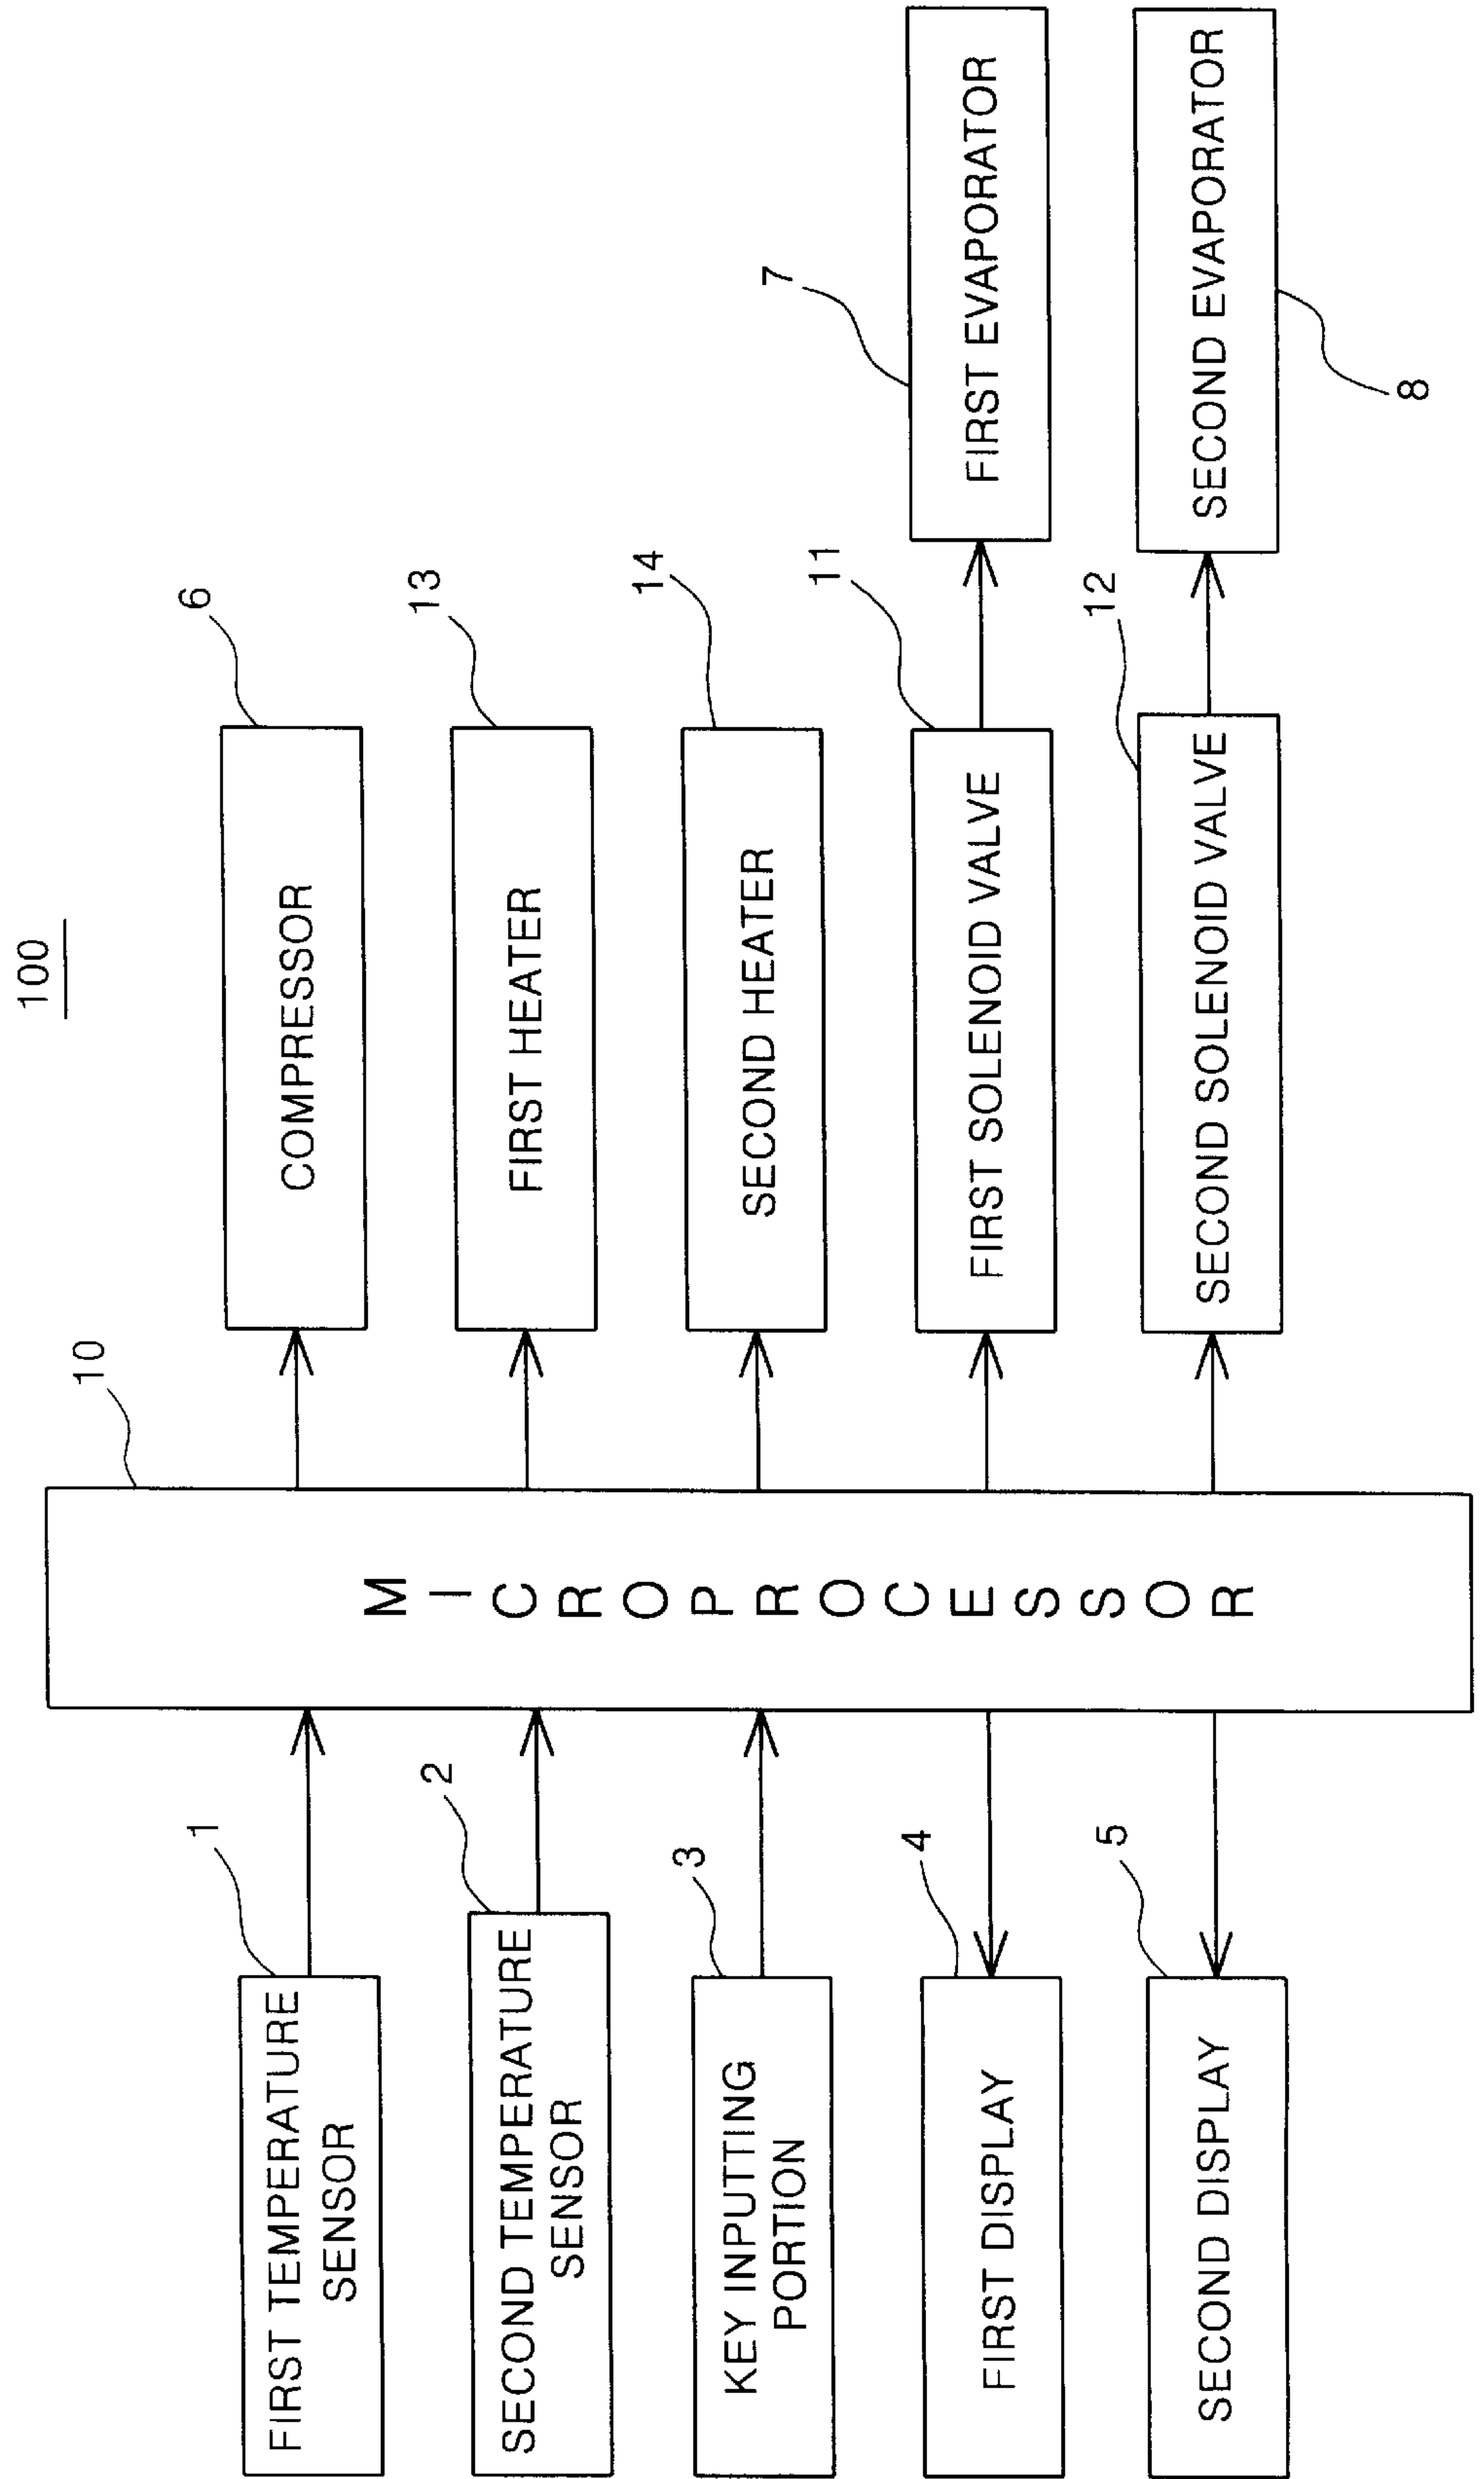 100
10
1
FIRST TEMPERATURE
SENSOR
2
SECOND TEMPERATURE
SENSOR
3
KEY INPUTTING
PORTION
4
FIRST DISPLAY
5
SECOND DISPLAY
MICROPROCESSOR
6
COMPRESSOR
13
FIRST HEATER
14
SECOND HEATER
11
FIRST SOLENOID VALVE
7
FIRST EVAPORATOR
12
SECOND SOLENOID VALVE
SECOND EVAPORATOR
8